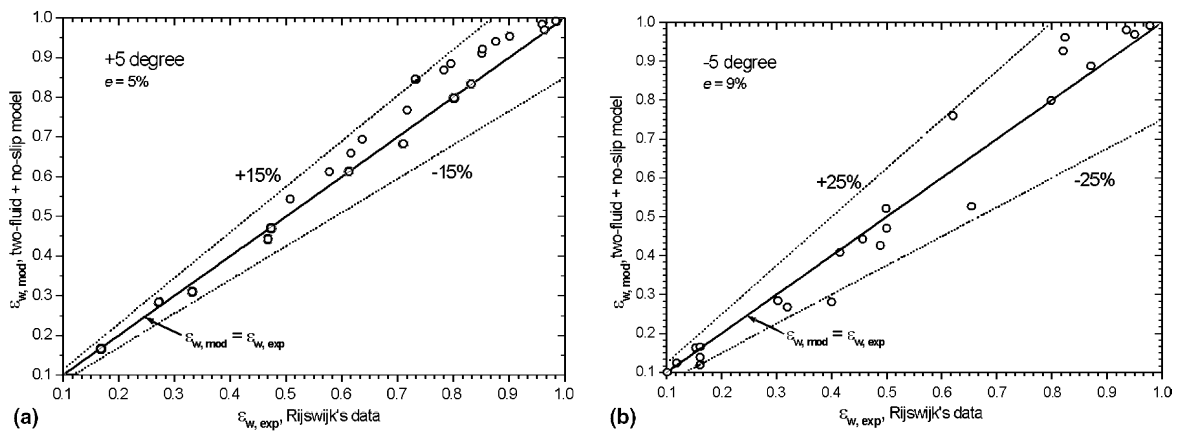 +5 degree
e = 5%
+15%
-15%
ε_w, mod = ε_w, exp
ε_w, mod, two-fluid + no-slip model
1.0
0.9
0.8
0.7
0.6
0.5
0.4
0.3
0.2
0.1
0.1 0.2 0.3 0.4 0.5 0.6 0.7 0.8 0.9 1.0
(a)
ε_w, exp, Rijswijk's data
-5 degree
e = 9%
+25%
-25%
ε_w, mod = ε_w, exp
ε_w, mod, two-fluid + no-slip model
1.0
0.9
0.8
0.7
0.6
0.5
0.4
0.3
0.2
0.1
0.1 0.2 0.3 0.4 0.5 0.6 0.7 0.8 0.9 1.0
(b)
ε_w, exp, Rijswijk's data